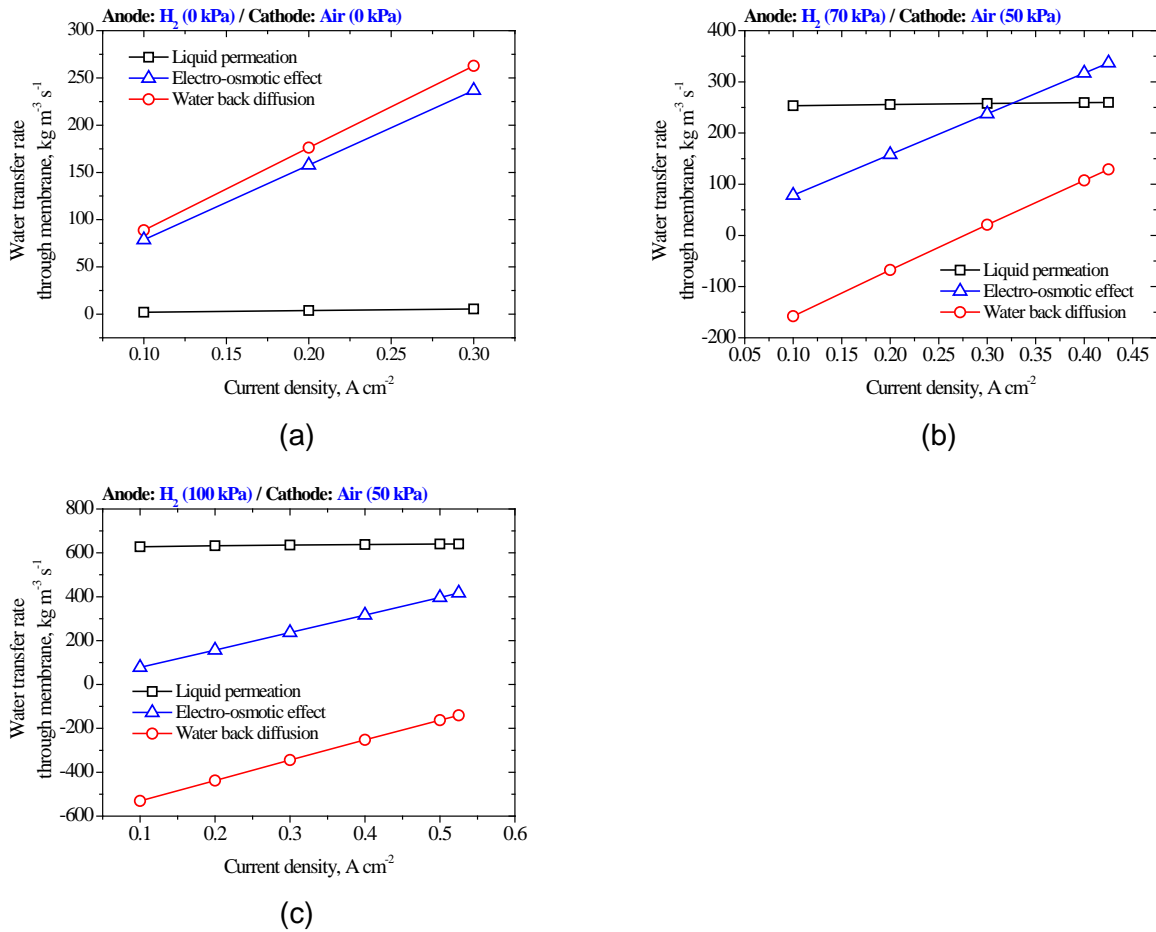 Anode: H2 (0 kPa) / Cathode: Air (0 kPa)
300
250
200
150
100
50
0
Water transfer rate
through membrane, kg m-3 s-1
Liquid permeation
Electro-osmotic effect
Water back diffusion
0.10
0.15
0.20
0.25
0.30
Current density, A cm-2
(a)
Anode: H2 (70 kPa) / Cathode: Air (50 kPa)
400
300
200
100
0
-100
-200
Water transfer rate
through membrane, kg m-3 s-1
Liquid permeation
Electro-osmotic effect
Water back diffusion
0.05
0.10
0.15
0.20
0.25
0.30
0.35
0.40
0.45
Current density, A cm-2
(b)
Anode: H2 (100 kPa) / Cathode: Air (50 kPa)
800
600
400
200
0
-200
-400
-600
Water transfer rate
through membrane, kg m-3 s-1
Liquid permeation
Electro-osmotic effect
Water back diffusion
0.1
0.2
0.3
0.4
0.5
0.6
Current density, A cm-2
(c)